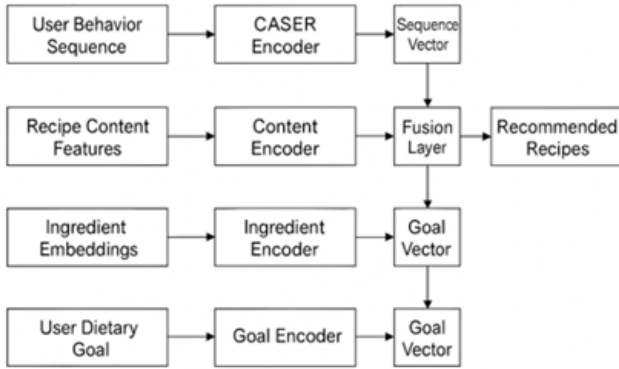 User Behavior
Sequence
CASER
Encoder
Sequence
Vector
Recipe Content
Features
Content
Encoder
Fusion
Layer
Recommended
Recipes
Ingredient
Embeddings
Ingredient
Encoder
Goal
Vector
User Dietary
Goal
Goal Encoder
Goal
Vector